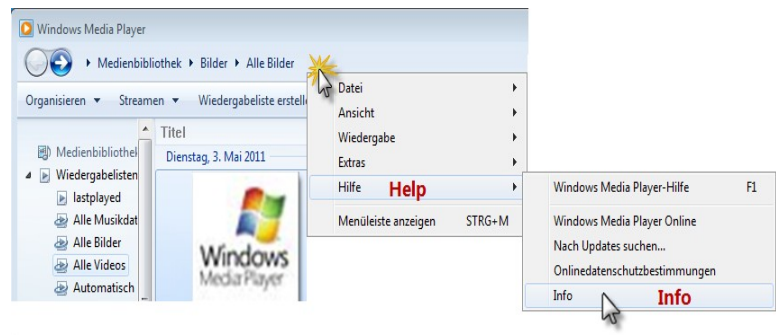 Windows Media Player
Medienbibliothek ▸ Bilder ▸ Alle Bilder
Organisieren ▾ Streamen ▾ Wiedergabeliste erstelle
Titel
Medienbibliothek
Dienstag, 3. Mai 2011
Wiedergabelisten
lastplayed
Alle Musikdat
Alle Bilder
Alle Videos
Automatisch
Windows
Media Player
Datei
Ansicht
Wiedergabe
Extras
Hilfe Help
Menüleiste anzeigen STRG+M
Windows Media Player-Hilfe F1
Windows Media Player Online
Nach Updates suchen...
Onlinedatenschutzbestimmungen
Info Info